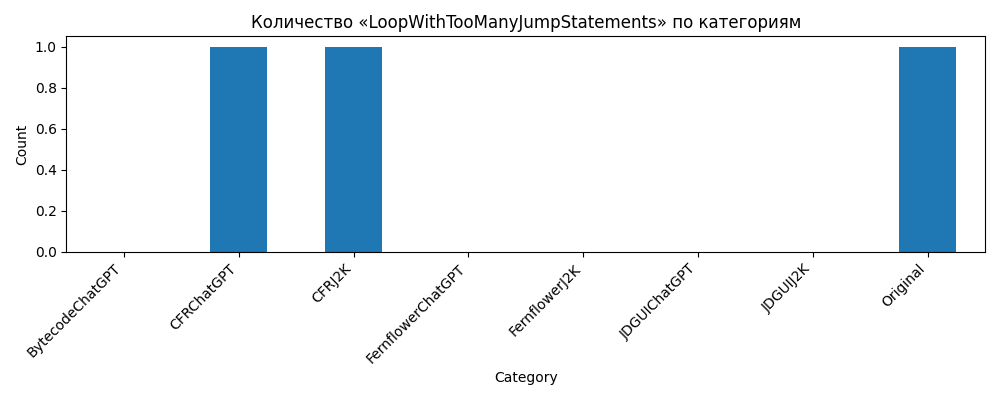 Количество «LoopWithTooManyJumpStatements» по категориям
Count
1.0
0.8
0.6
0.4
0.2
0.0
BytecodeChatGPT
CFRChatGPT
CFRJ2K
FernflowerChatGPT
FernflowerJ2K
JDGUIChatGPT
JDGUIJ2K
Original
Category